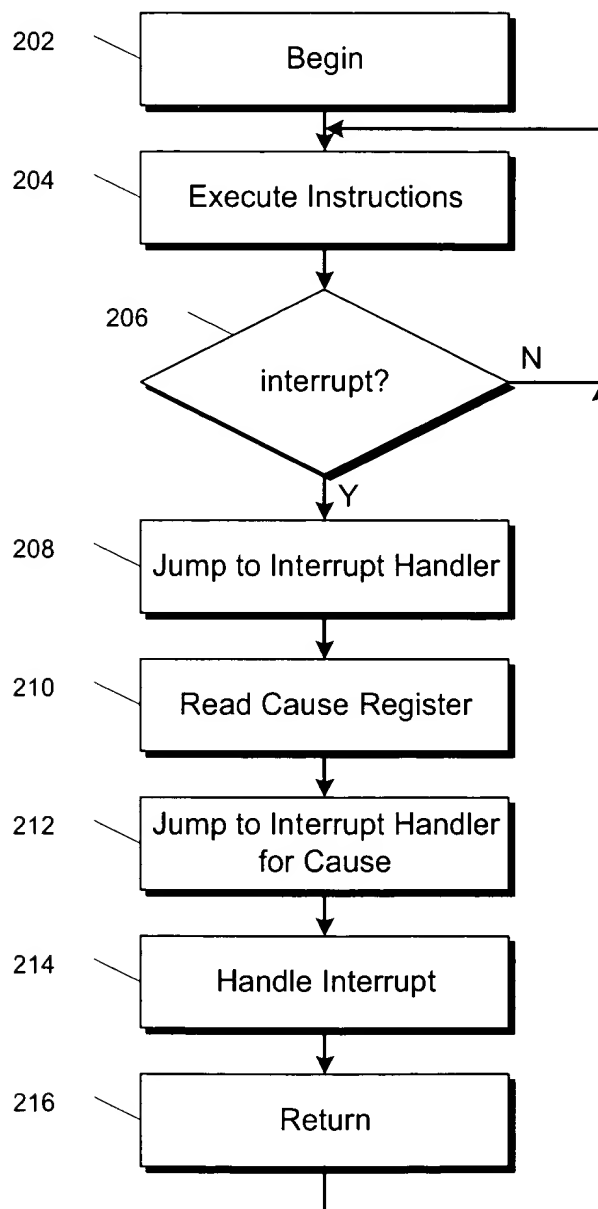 202
Begin
204
Execute Instructions
206
interrupt?
N
Y
208
Jump to Interrupt Handler
210
Read Cause Register
212
Jump to Interrupt Handler
for Cause
214
Handle Interrupt
216
Return